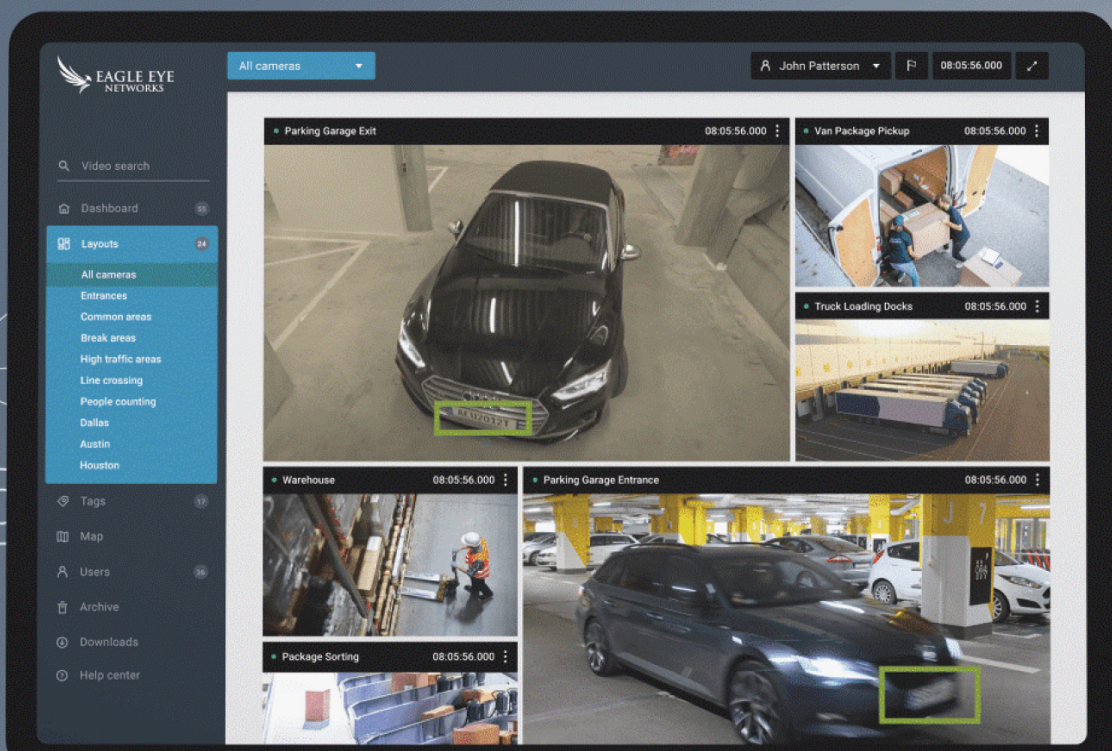 EAGLE EYE
NETWORKS
All cameras
John Patterson
08:05:56.000
Video search
Dashboard 55
Layouts 24
All cameras
Entrances
Common areas
Break areas
High traffic areas
Line crossing
People counting
Dallas
Austin
Houston
Tags 17
Map
Users 36
Archive
Downloads
Help center
Parking Garage Exit 08:05:56.000
Van Package Pickup 08:05:56.000
Truck Loading Docks 08:05:56.000
Warehouse 08:05:56.000
Parking Garage Entrance 08:05:56.000
J 7
Package Sorting 08:05:56.000